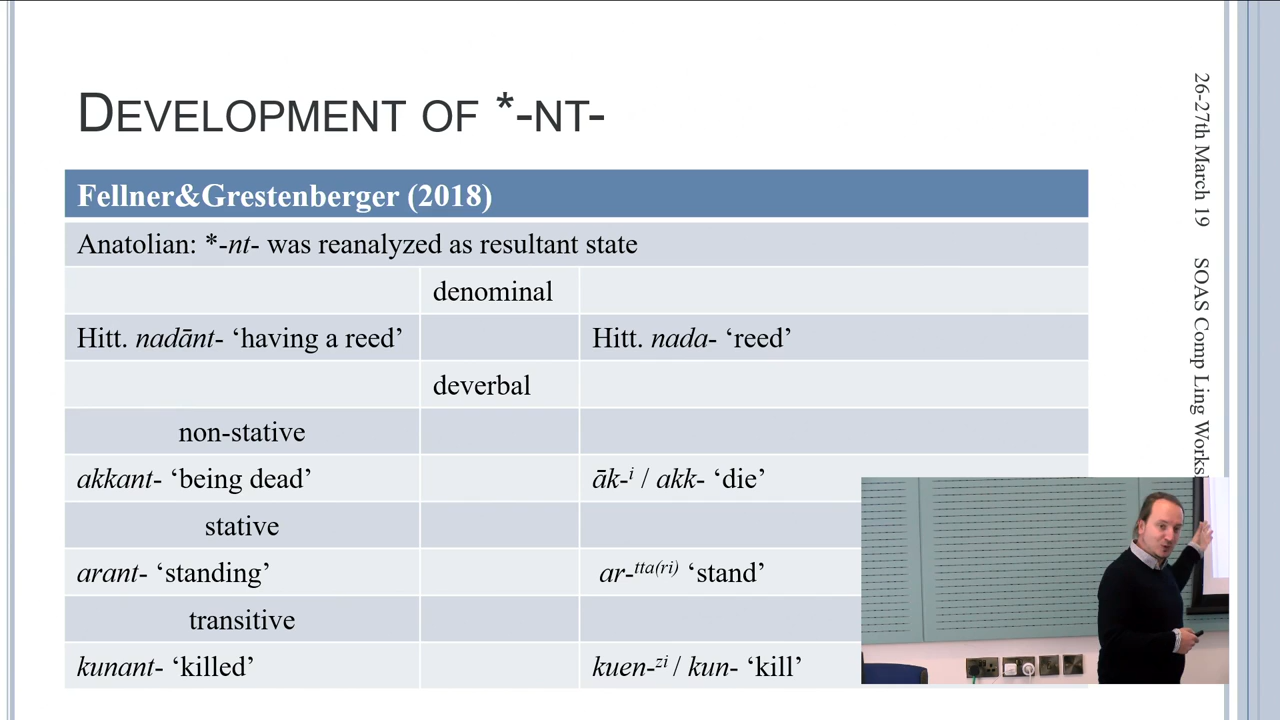 DEVELOPMENT OF *-NT-
Fellner&Grestenberger (2018)
Anatolian: *-nt- was reanalyzed as resultant state
denominal
Hitt. nadānt- ‘having a reed’ Hitt. nada- ‘reed’
deverbal
non-stative
akkant- ‘being dead’ āk-i / akk- ‘die’
stative
arant- ‘standing’ ar-tta(ri) ‘stand’
transitive
kunant- ‘killed’ kuen-zi / kun- ‘kill’
26-27th March 19 SOAS Comp Ling Works